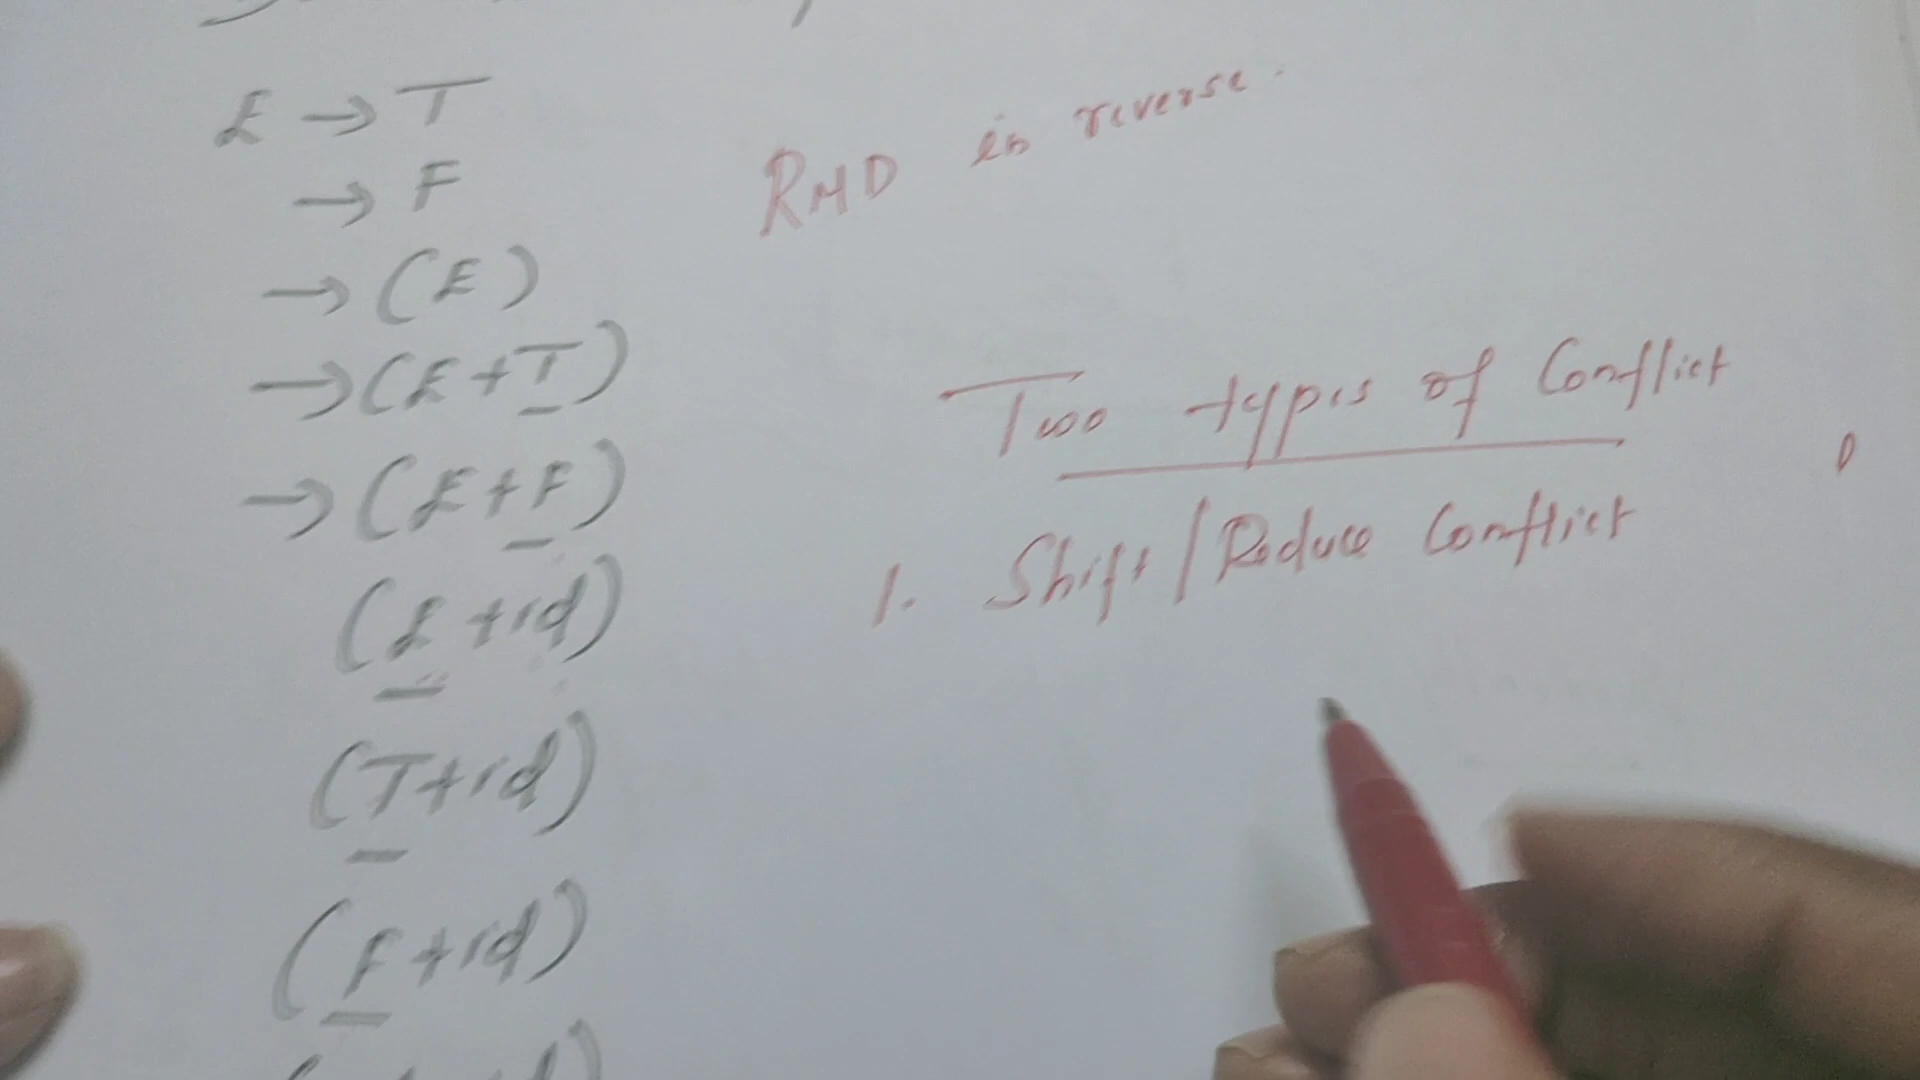 E → T
→ F
→ (E)
→ (E+T)
→ (E+F)
(E+id)
(T+id)
(F+id)
RMD in reverse.
Two types of Conflict
1. Shift/Reduce Conflict